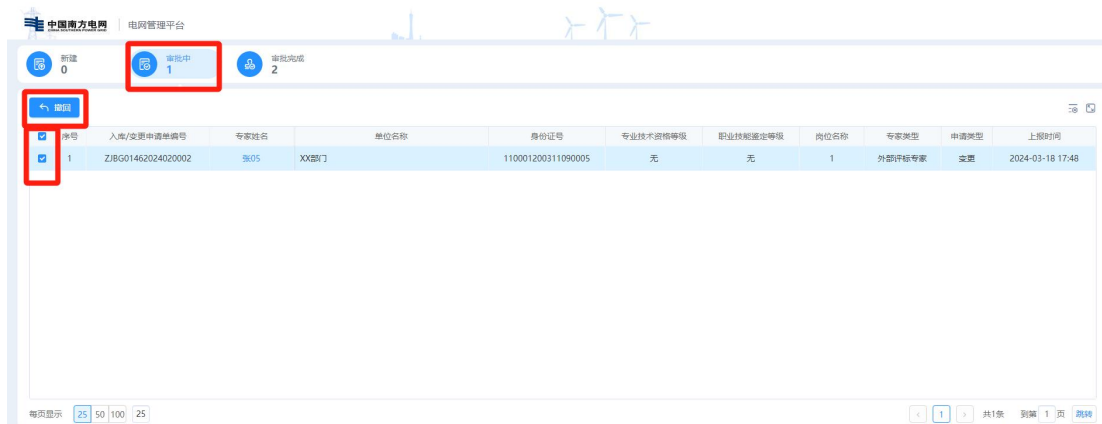 中国南方电网 电网管理平台
CHINA SOUTHERN POWER GRID
新建 审批中 审批完成
0 1 2
撤回
序号 入库/变更申请单编号 专家姓名 单位名称 身份证号 专业技术资格等级 职业技能鉴定等级 岗位名称 专家类型 申请类型 上报时间
1 ZJBG01462024020002 张05 XX部门 110001200311090005 无 无 1 外部评标专家 变更 2024-03-18 17:48
每页显示 25 50 100 25 1 共1条 到第 1 页 跳转